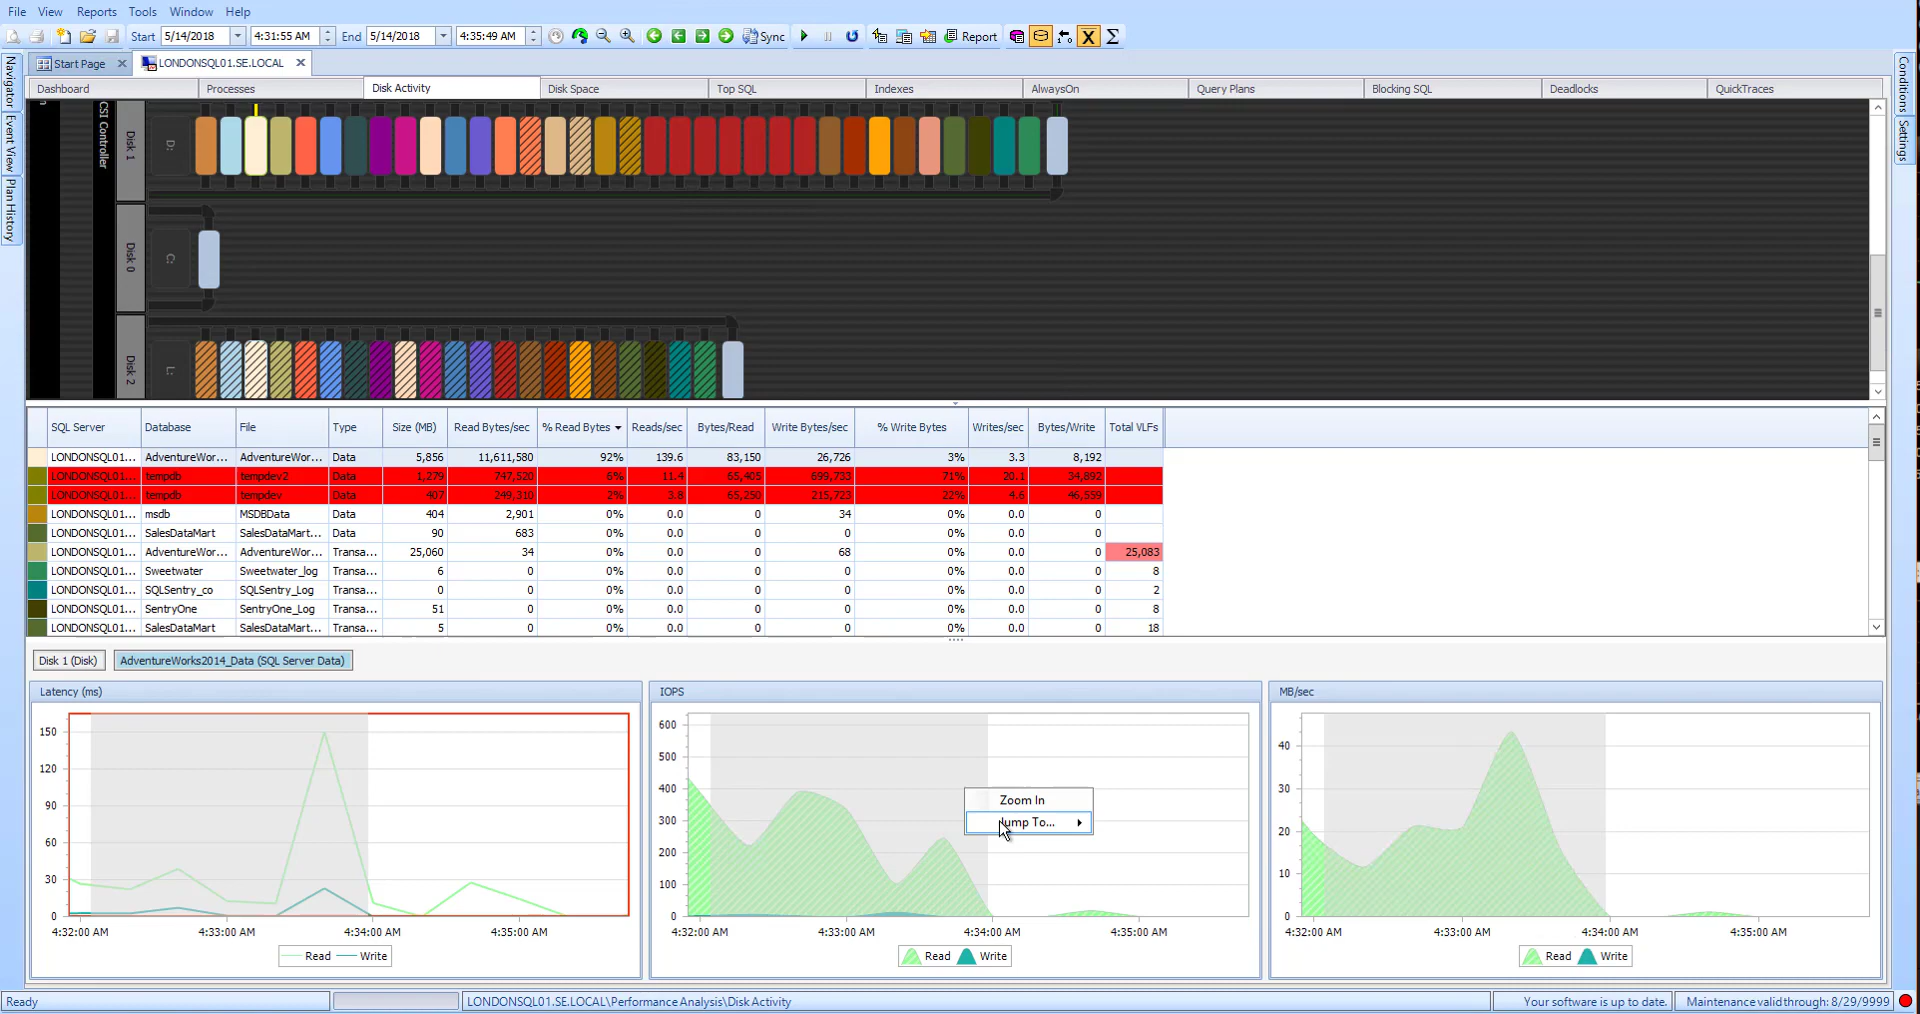 File View Reports Tools Window Help
Start 5/14/2018 4:31:55 AM End 5/14/2018 4:35:49 AM Sync Report
Start Page LONDONSQL01.SE.LOCAL
Dashboard Processes Disk Activity Disk Space Top SQL Indexes AlwaysOn Query Plans Blocking SQL Deadlocks QuickTraces
Navigator
Event View
Plan History
Conditions
Settings
CSI Controller
Disk 1 D:
Disk 0 C:
Disk 2 L:
SQL Server Database File Type Size (MB) Read Bytes/sec % Read Bytes Reads/sec Bytes/Read Write Bytes/sec % Write Bytes Writes/sec Bytes/Write Total VLFs
LONDONSQL01... AdventureWor... AdventureWor... Data 5,856 11,611,580 92% 139.6 83,150 26,726 3% 3.3 8,192
LONDONSQL01... tempdb tempdev2 Data 1,279 747,520 6% 11.4 65,405 699,733 71% 20.1 34,892
LONDONSQL01... tempdb tempdev Data 407 249,310 2% 3.8 65,250 215,723 22% 4.6 46,559
LONDONSQL01... msdb MSDBData Data 404 2,901 0% 0.0 0 34 0% 0.0 0
LONDONSQL01... SalesDataMart SalesDataMart... Data 90 683 0% 0.0 0 0 0% 0.0 0
LONDONSQL01... AdventureWor... AdventureWor... Transa... 25,060 34 0% 0.0 0 68 0% 0.0 0 25,083
LONDONSQL01... Sweetwater Sweetwater_log Transa... 6 0 0% 0.0 0 0 0% 0.0 0 8
LONDONSQL01... SQLSentry_co SQLSentry_Log Transa... 0 0 0% 0.0 0 0 0% 0.0 0 2
LONDONSQL01... SentryOne SentryOne_Log Transa... 51 0 0% 0.0 0 0 0% 0.0 0 8
LONDONSQL01... SalesDataMart SalesDataMart... Transa... 5 0 0% 0.0 0 0 0% 0.0 0 18
Disk 1 (Disk) AdventureWorks2014_Data (SQL Server Data)
Latency (ms)
150
120
90
60
30
0
4:32:00 AM 4:33:00 AM 4:34:00 AM 4:35:00 AM
Read Write
IOPS
600
500
400
300
200
100
0
4:32:00 AM 4:33:00 AM 4:34:00 AM 4:35:00 AM
Read Write
Zoom In
Jump To...
MB/sec
40
30
20
10
0
4:32:00 AM 4:33:00 AM 4:34:00 AM 4:35:00 AM
Read Write
Ready LONDONSQL01.SE.LOCAL\Performance Analysis\Disk Activity Your software is up to date. Maintenance valid through: 8/29/9999